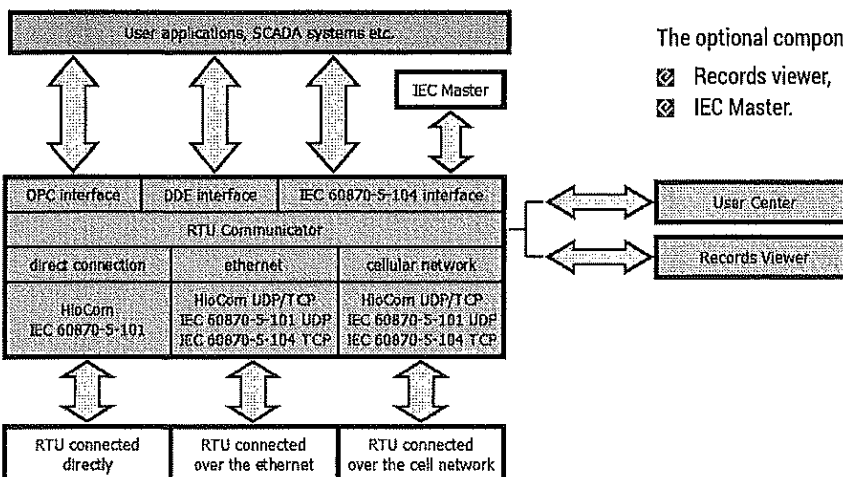 User applications, SCADA systems etc.
The optional compon
Records viewer,
IEC Master.
IEC Master
OPC interface
DDE interface
IEC 60870-5-104 interface
RTU Communicator
User Center
Records Viewer
direct connection
ethernet
cellular network
HioCom
IEC 60870-5-101
HioCom UDP/TCP
IEC 60870-5-101 UDP
IEC 60870-5-104 TCP
HioCom UDP/TCP
IEC 60870-5-101 UDP
IEC 60870-5-104 TCP
RTU connected
directly
RTU connected
over the ethernet
RTU connected
over the cell network